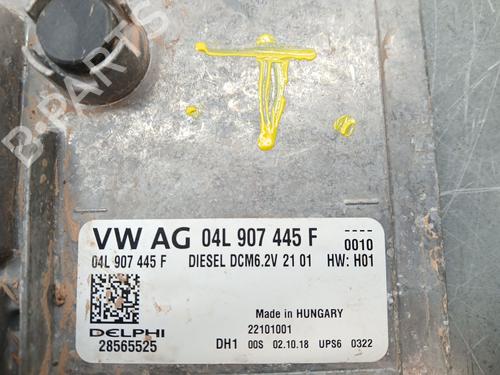 B-PARTS
T
VW AG 04L 907 445 F 0010
04L 907 445 F DIESEL DCM6.2V 21 01 HW: H01
Made in HUNGARY
DELPHI 22101001
28565525 DH1 00S 02.10.18 UPS6 0322